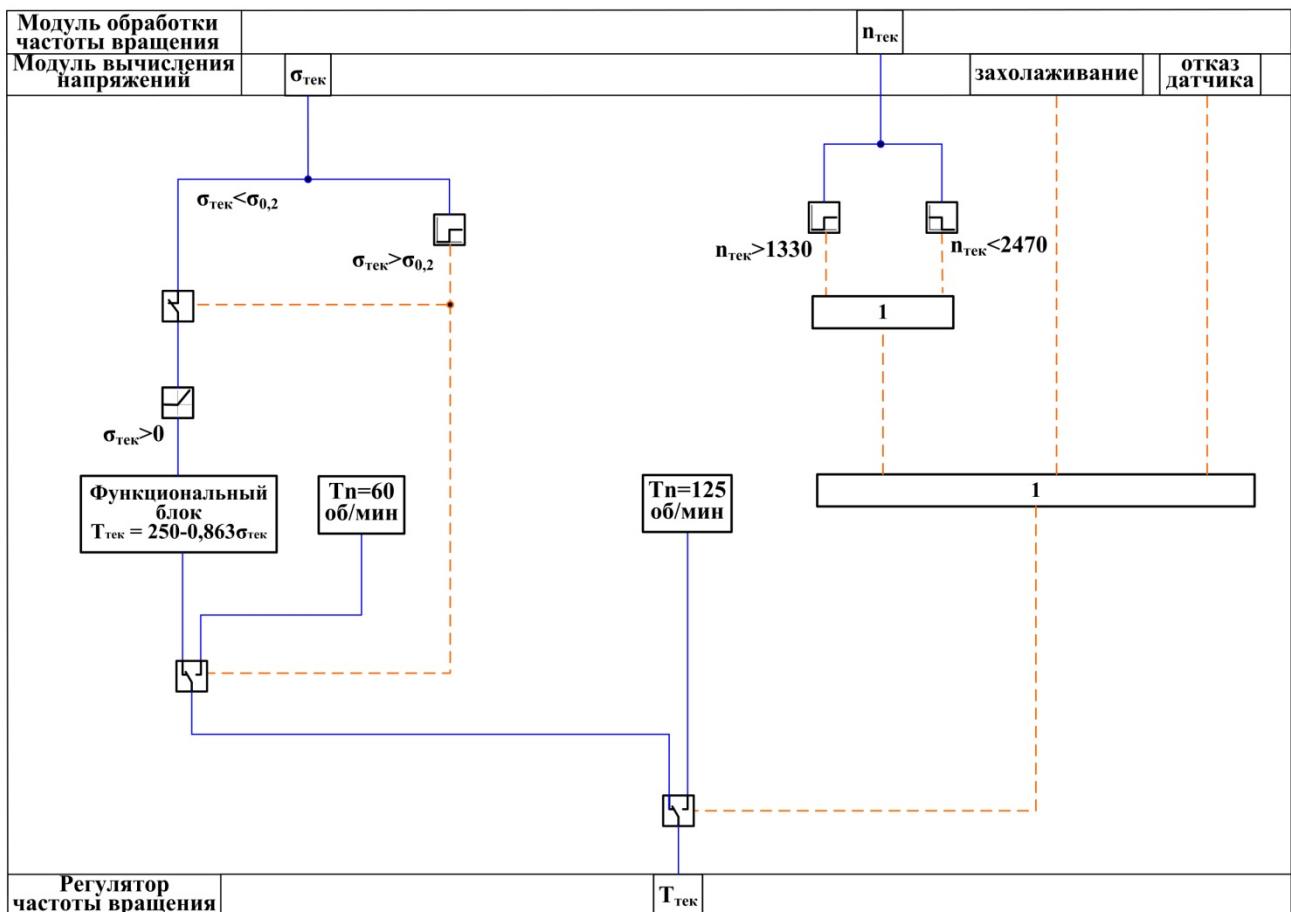 Модуль обработки
частоты вращения
nтек
Модуль вычисления
напряжений
σтек
захолаживание
отказ
датчика
σтек<σ0,2
σтек>σ0,2
nтек>1330
nтек<2470
1
σтек>0
Функциональный
блок
Tтек = 250-0,863σтек
Tn=60
об/мин
Tn=125
об/мин
1
Регулятор
частоты вращения
Tтек